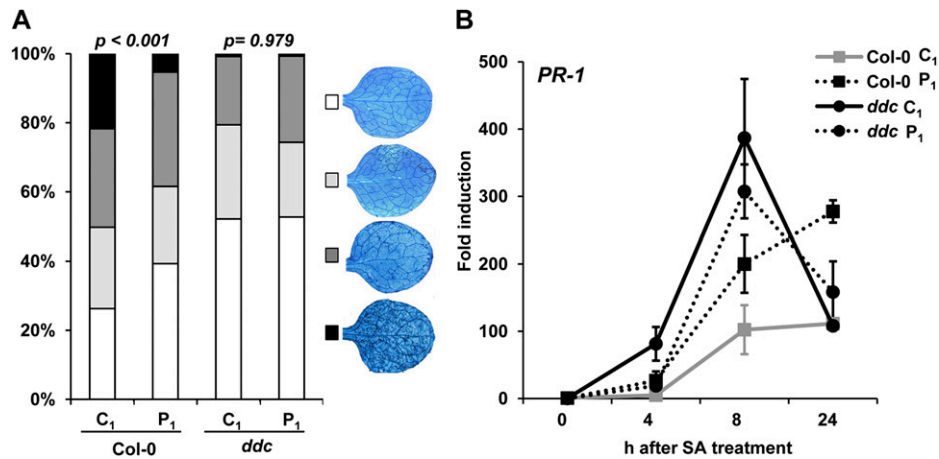 A
p < 0.001 p= 0.979
100%
80%
60%
40%
20%
0%
C1 P1 C1 P1
Col-0 ddc
B
PR-1
Col-0 C1
Col-0 P1
ddc C1
ddc P1
Fold induction
500
400
300
200
100
0
0 4 8 24
h after SA treatment